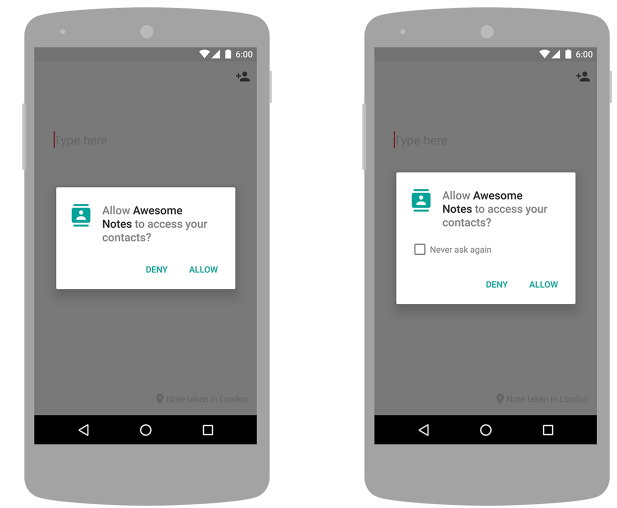 6:00
Type here
Allow Awesome
Notes to access your
contacts?
DENY ALLOW
Note taken in London
6:00
Type here
Allow Awesome
Notes to access your
contacts?
Never ask again
DENY ALLOW
Note taken in London